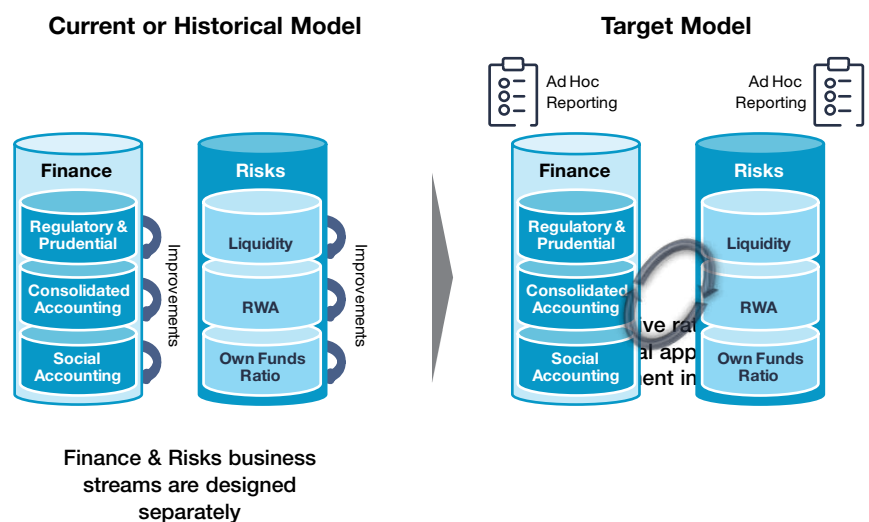 Current or Historical Model
Finance
Regulatory &
Prudential
Consolidated
Accounting
Social
Accounting
Improvements
Risks
Liquidity
RWA
Own Funds
Ratio
Improvements
Finance & Risks business
streams are designed
separately
Target Model
Ad Hoc
Reporting
Ad Hoc
Reporting
Finance
Regulatory &
Prudential
Consolidated
Accounting
Social
Accounting
Risks
Liquidity
RWA
Own Funds
Ratio